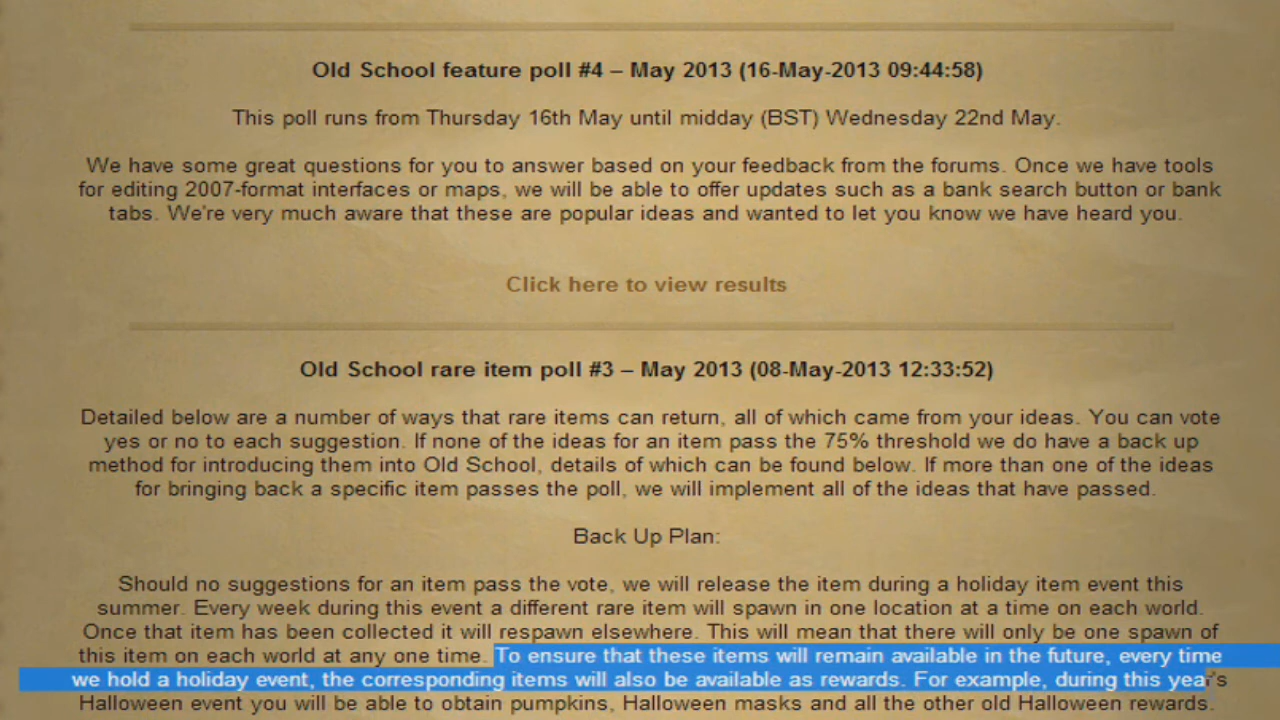 Old School feature poll #4 – May 2013 (16-May-2013 09:44:58)
This poll runs from Thursday 16th May until midday (BST) Wednesday 22nd May.
We have some great questions for you to answer based on your feedback from the forums. Once we have tools
for editing 2007-format interfaces or maps, we will be able to offer updates such as a bank search button or bank
tabs. We're very much aware that these are popular ideas and wanted to let you know we have heard you.
Click here to view results
Old School rare item poll #3 – May 2013 (08-May-2013 12:33:52)
Detailed below are a number of ways that rare items can return, all of which came from your ideas. You can vote
yes or no to each suggestion. If none of the ideas for an item pass the 75% threshold we do have a back up
method for introducing them into Old School, details of which can be found below. If more than one of the ideas
for bringing back a specific item passes the poll, we will implement all of the ideas that have passed.
Back Up Plan:
Should no suggestions for an item pass the vote, we will release the item during a holiday item event this
summer. Every week during this event a different rare item will spawn in one location at a time on each world.
Once that item has been collected it will respawn elsewhere. This will mean that there will only be one spawn of
this item on each world at any one time. To ensure that these items will remain available in the future, every time
we hold a holiday event, the corresponding items will also be available as rewards. For example, during this year's
Halloween event you will be able to obtain pumpkins, Halloween masks and all the other old Halloween rewards.